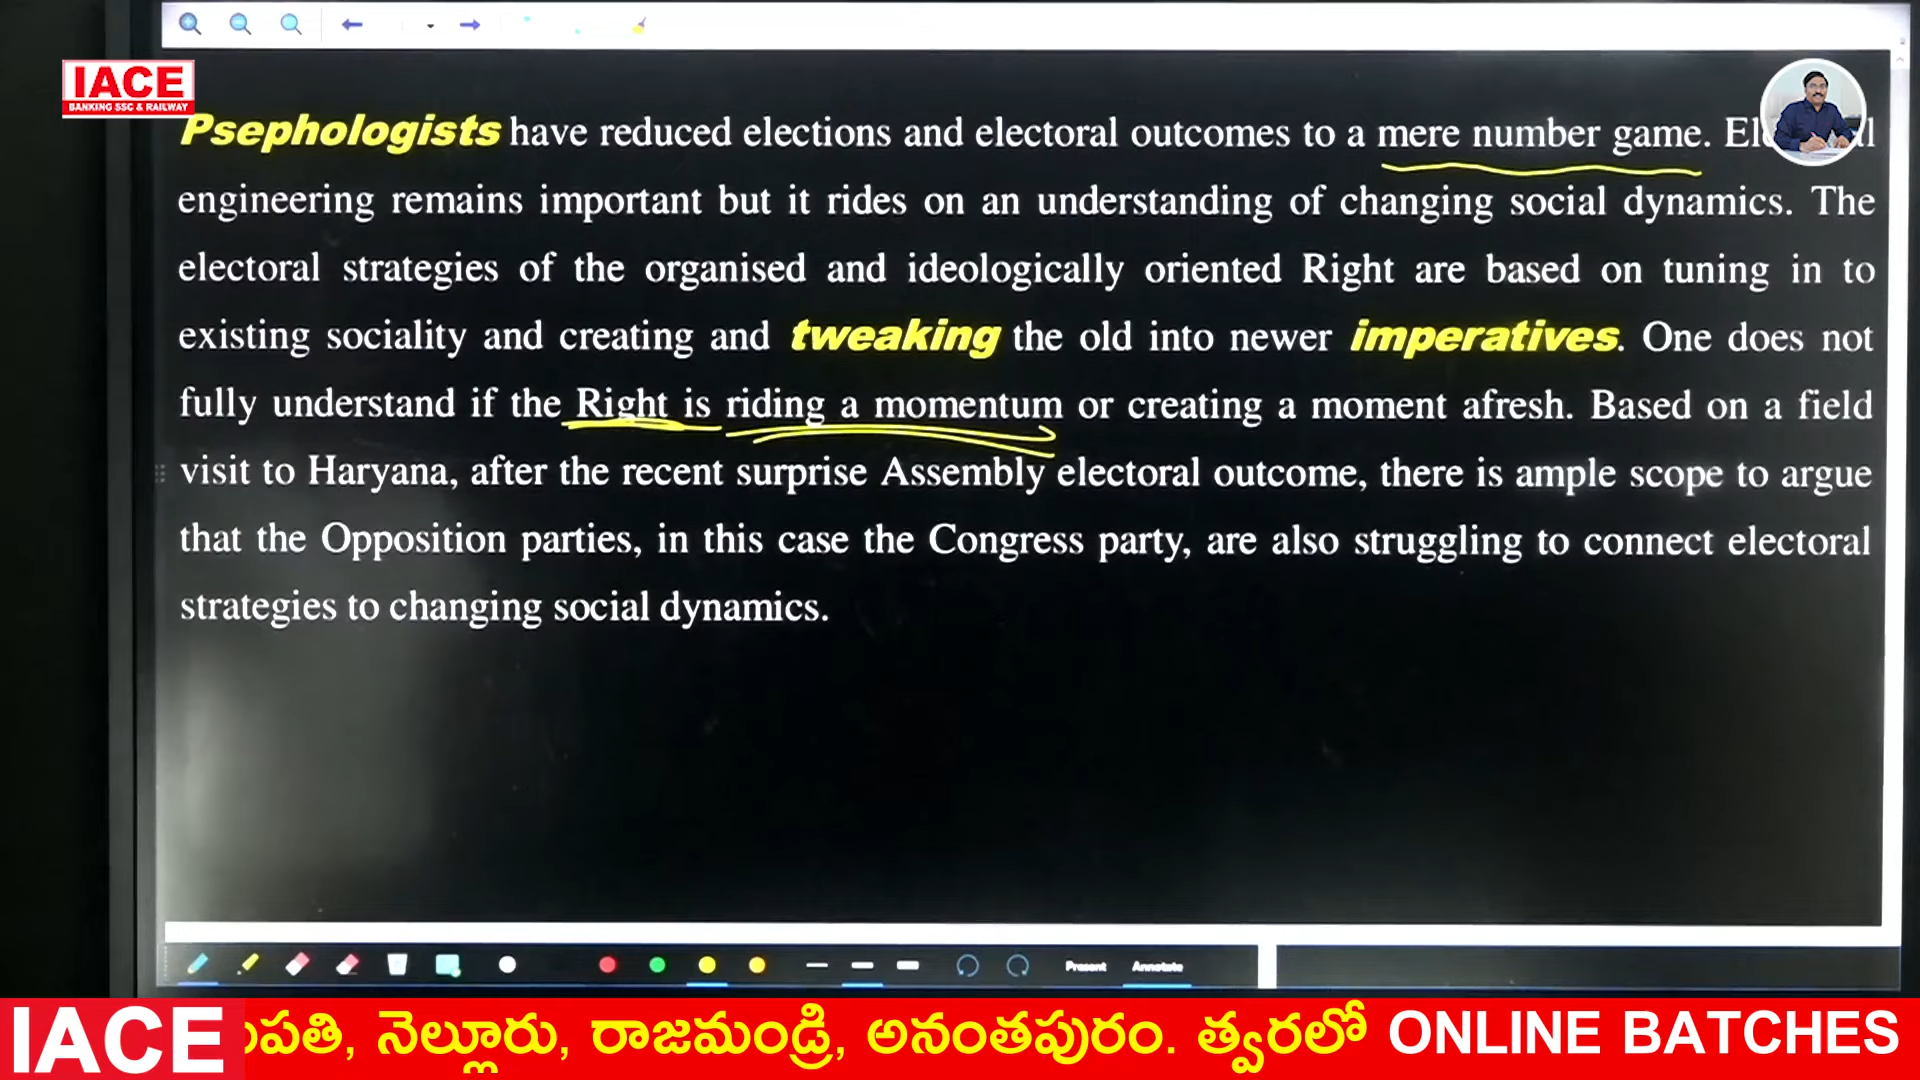 IACE
BANKING SSC & RAILWAY
Psephologists have reduced elections and electoral outcomes to a mere number game.
engineering remains important but it rides on an understanding of changing social dynamics. The
electoral strategies of the organised and ideologically oriented Right are based on tuning in to
existing sociality and creating and tweaking the old into newer imperatives. One does not
fully understand if the Right is riding a momentum or creating a moment afresh. Based on a field
visit to Haryana, after the recent surprise Assembly electoral outcome, there is ample scope to argue
that the Opposition parties, in this case the Congress party, are also struggling to connect electoral
strategies to changing social dynamics.
Present Annotate
IACE నెల్లూరు, రాజమండ్రి, అనంతపురం. త్వరలో ONLINE BATCHES